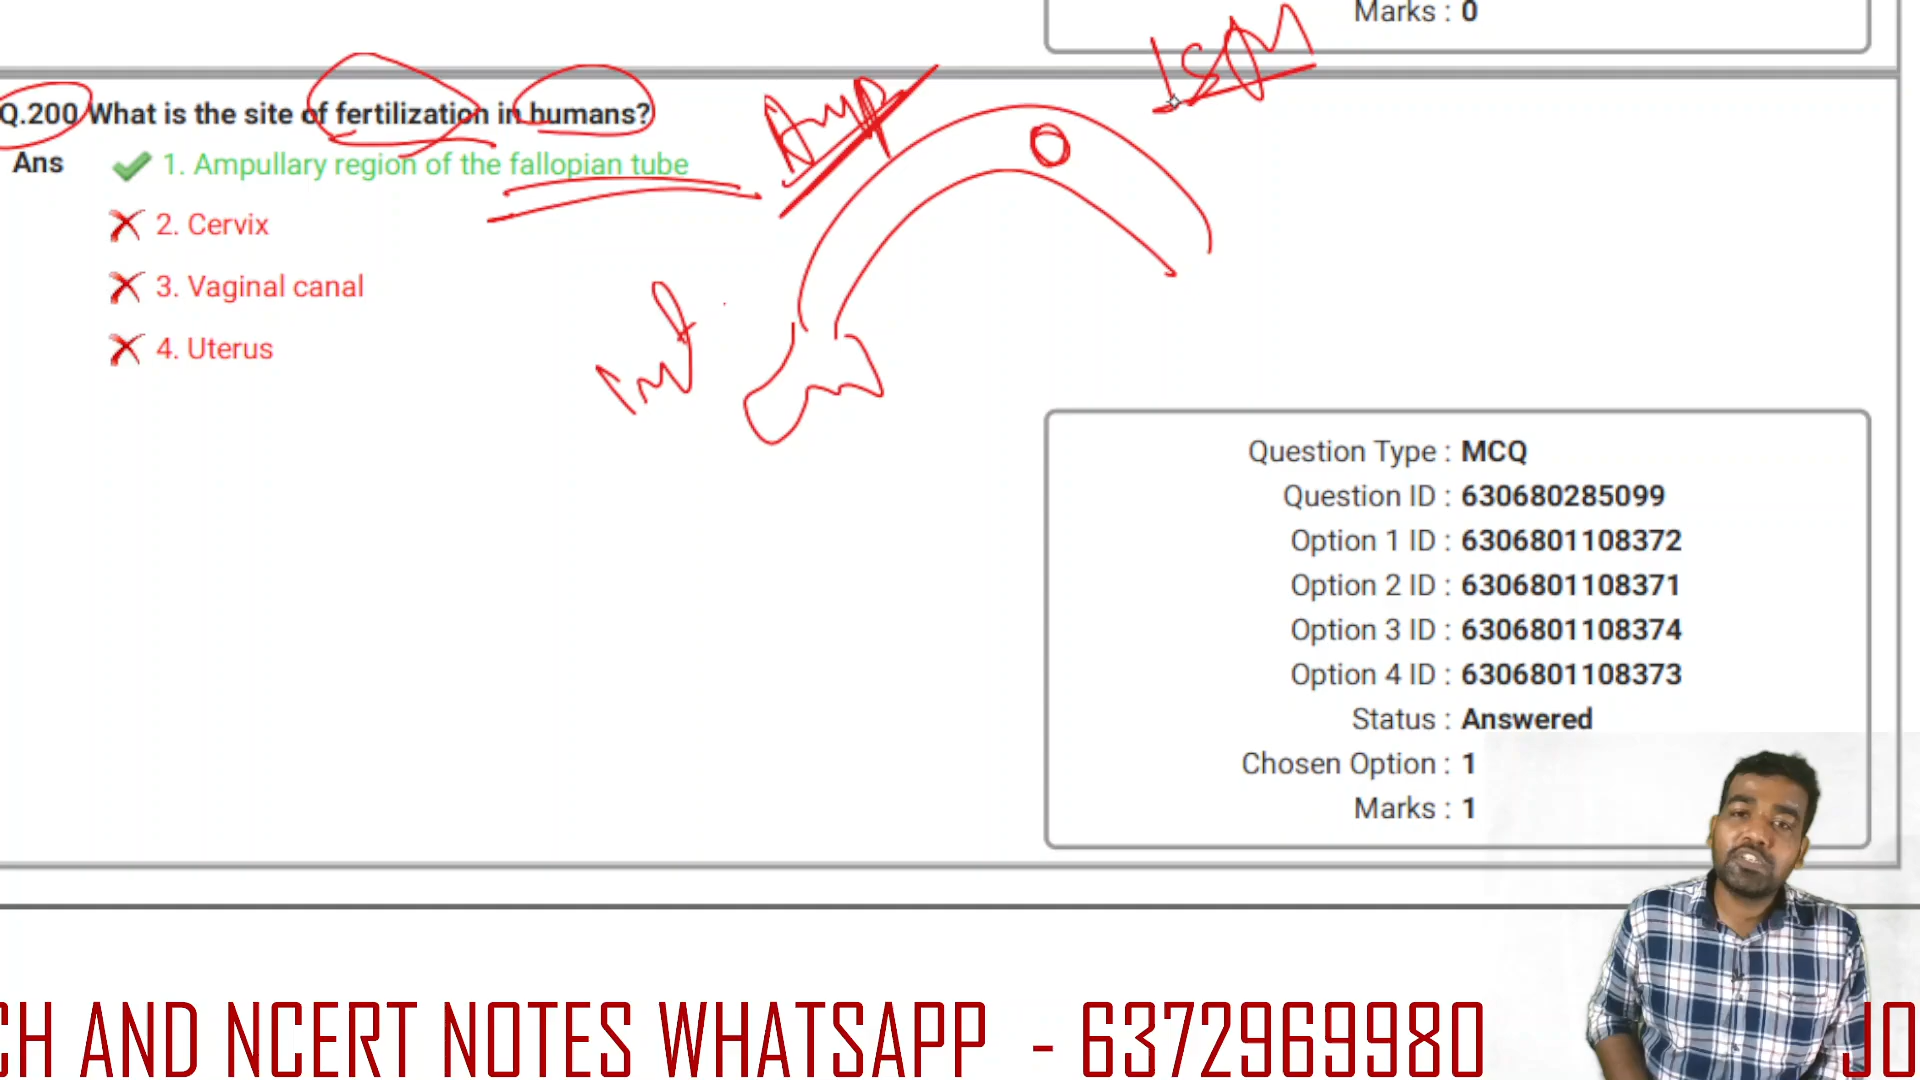 Marks : 0
Q.200 What is the site of fertilization in humans?
Ans 1. Ampullary region of the fallopian tube
2. Cervix
3. Vaginal canal
4. Uterus
Amp
Inf
Question Type : MCQ
Question ID : 630680285099
Option 1 ID : 6306801108372
Option 2 ID : 6306801108371
Option 3 ID : 6306801108374
Option 4 ID : 6306801108373
Status : Answered
Chosen Option : 1
Marks : 1
CH AND NCERT NOTES WHATSAPP - 6372969980 JO